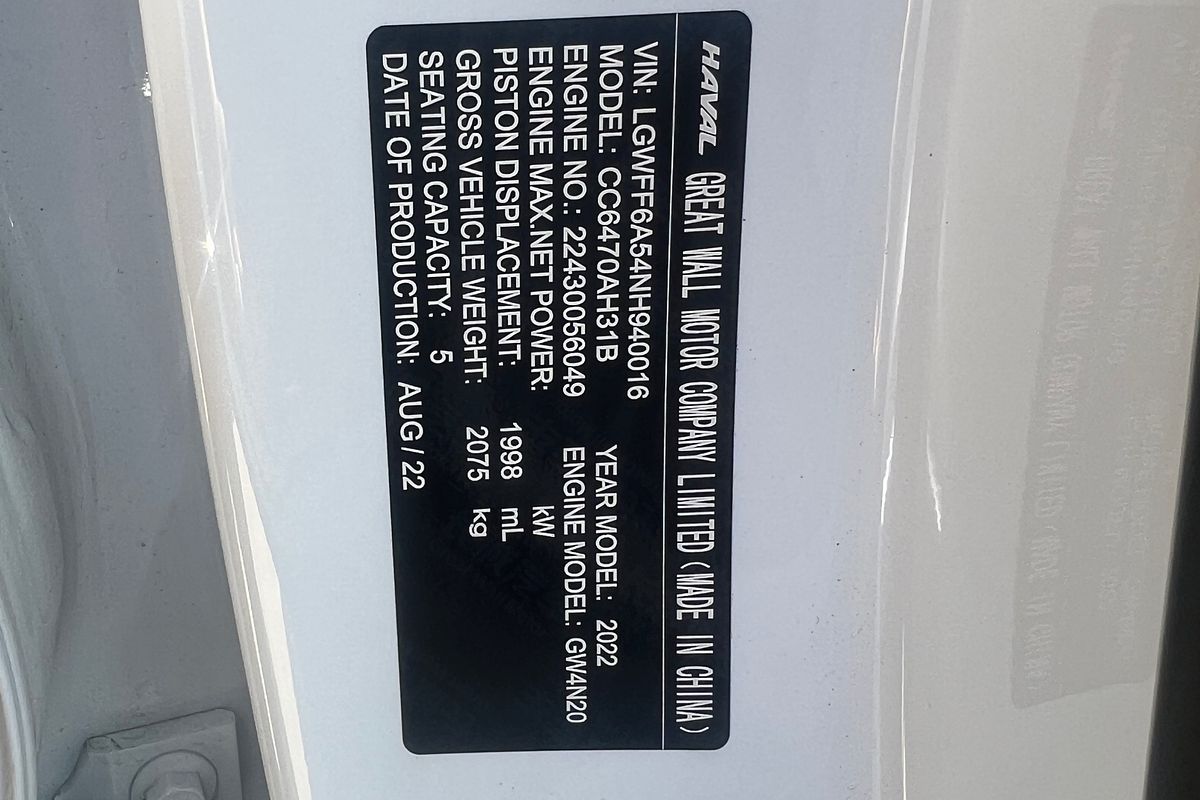 HAVAL GREAT WALL MOTOR COMPANY LIMITED (MADE IN CHINA)
VIN: LGWFF6A54NH940016
MODEL: CC6470AH31B YEAR MODEL: 2022
ENGINE NO.: 22430056049 ENGINE MODEL: GW4N20
ENGINE MAX.NET POWER: kW
PISTON DISPLACEMENT: 1998 mL
GROSS VEHICLE WEIGHT: 2075 kg
SEATING CAPACITY: 5
DATE OF PRODUCTION: AUG / 22